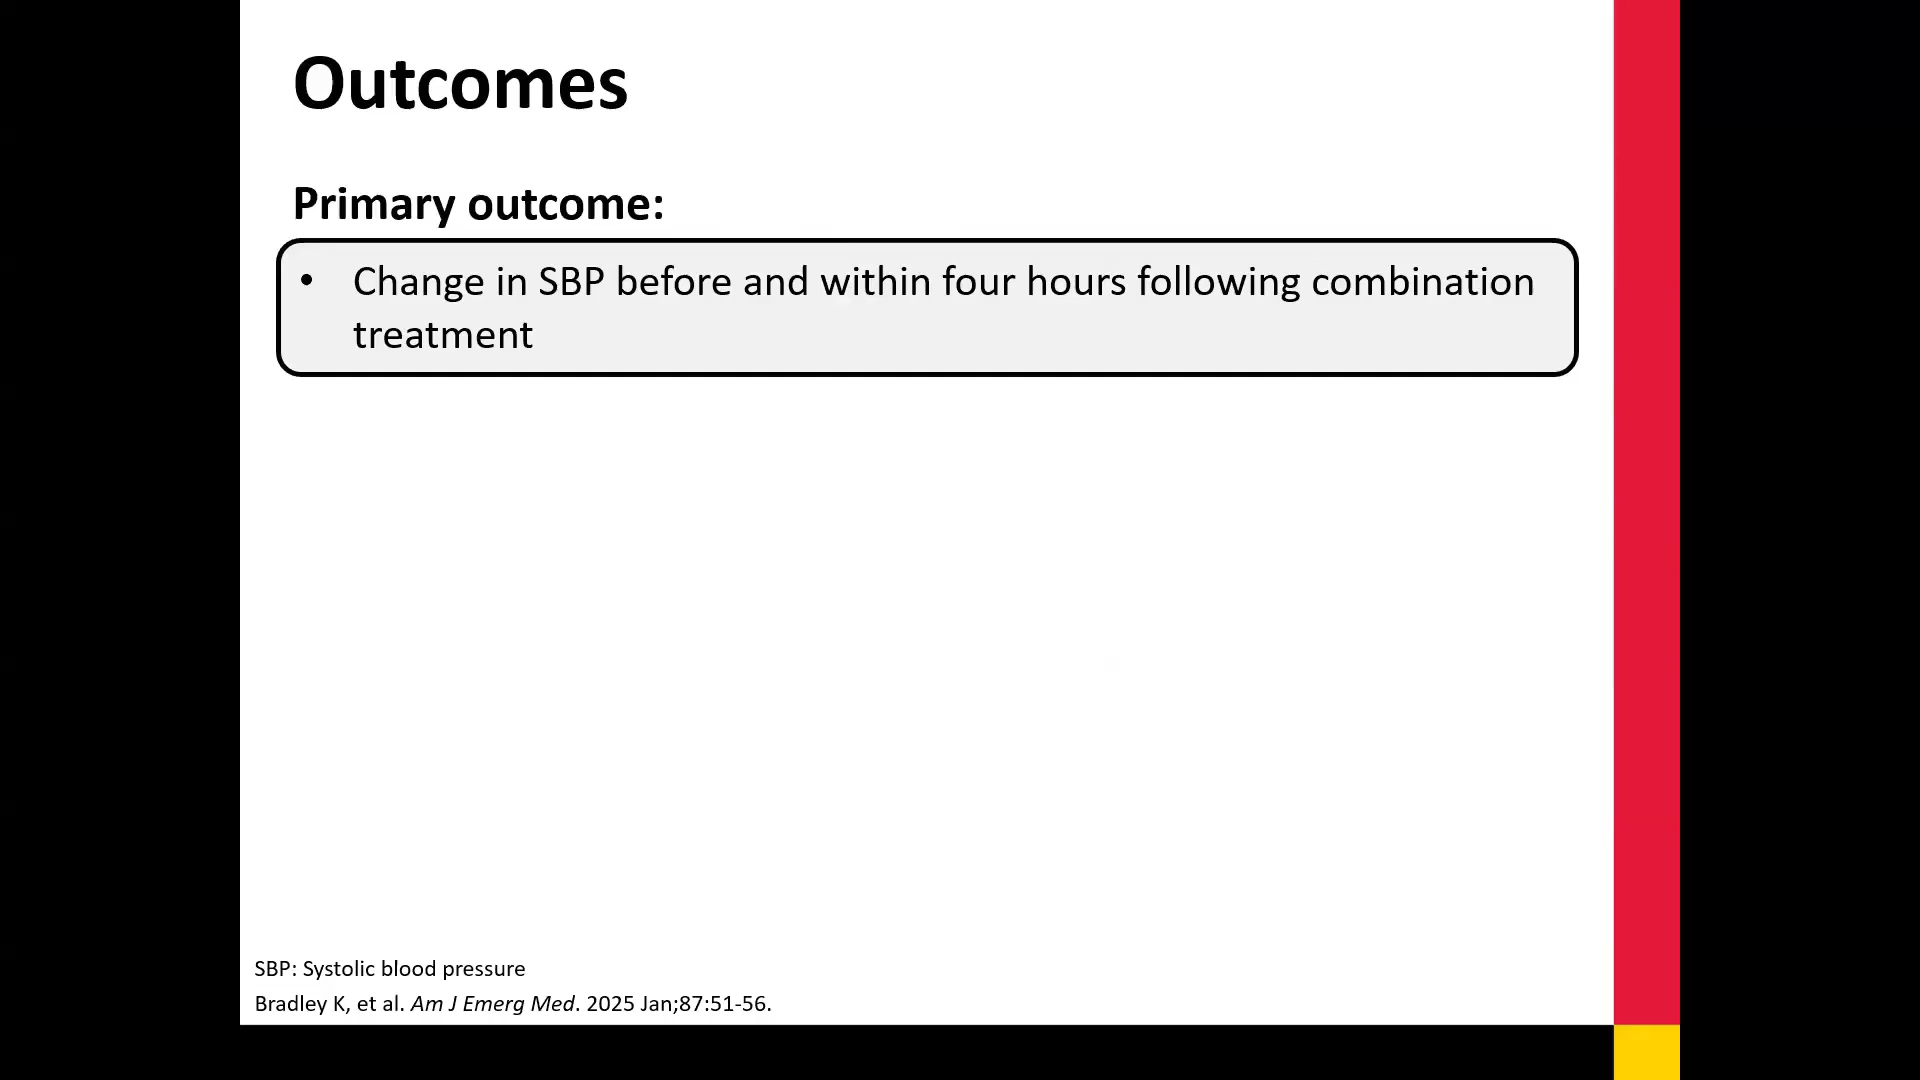 Outcomes
Primary outcome:
• Change in SBP before and within four hours following combination
treatment
SBP: Systolic blood pressure
Bradley K, et al. Am J Emerg Med. 2025 Jan;87:51-56.